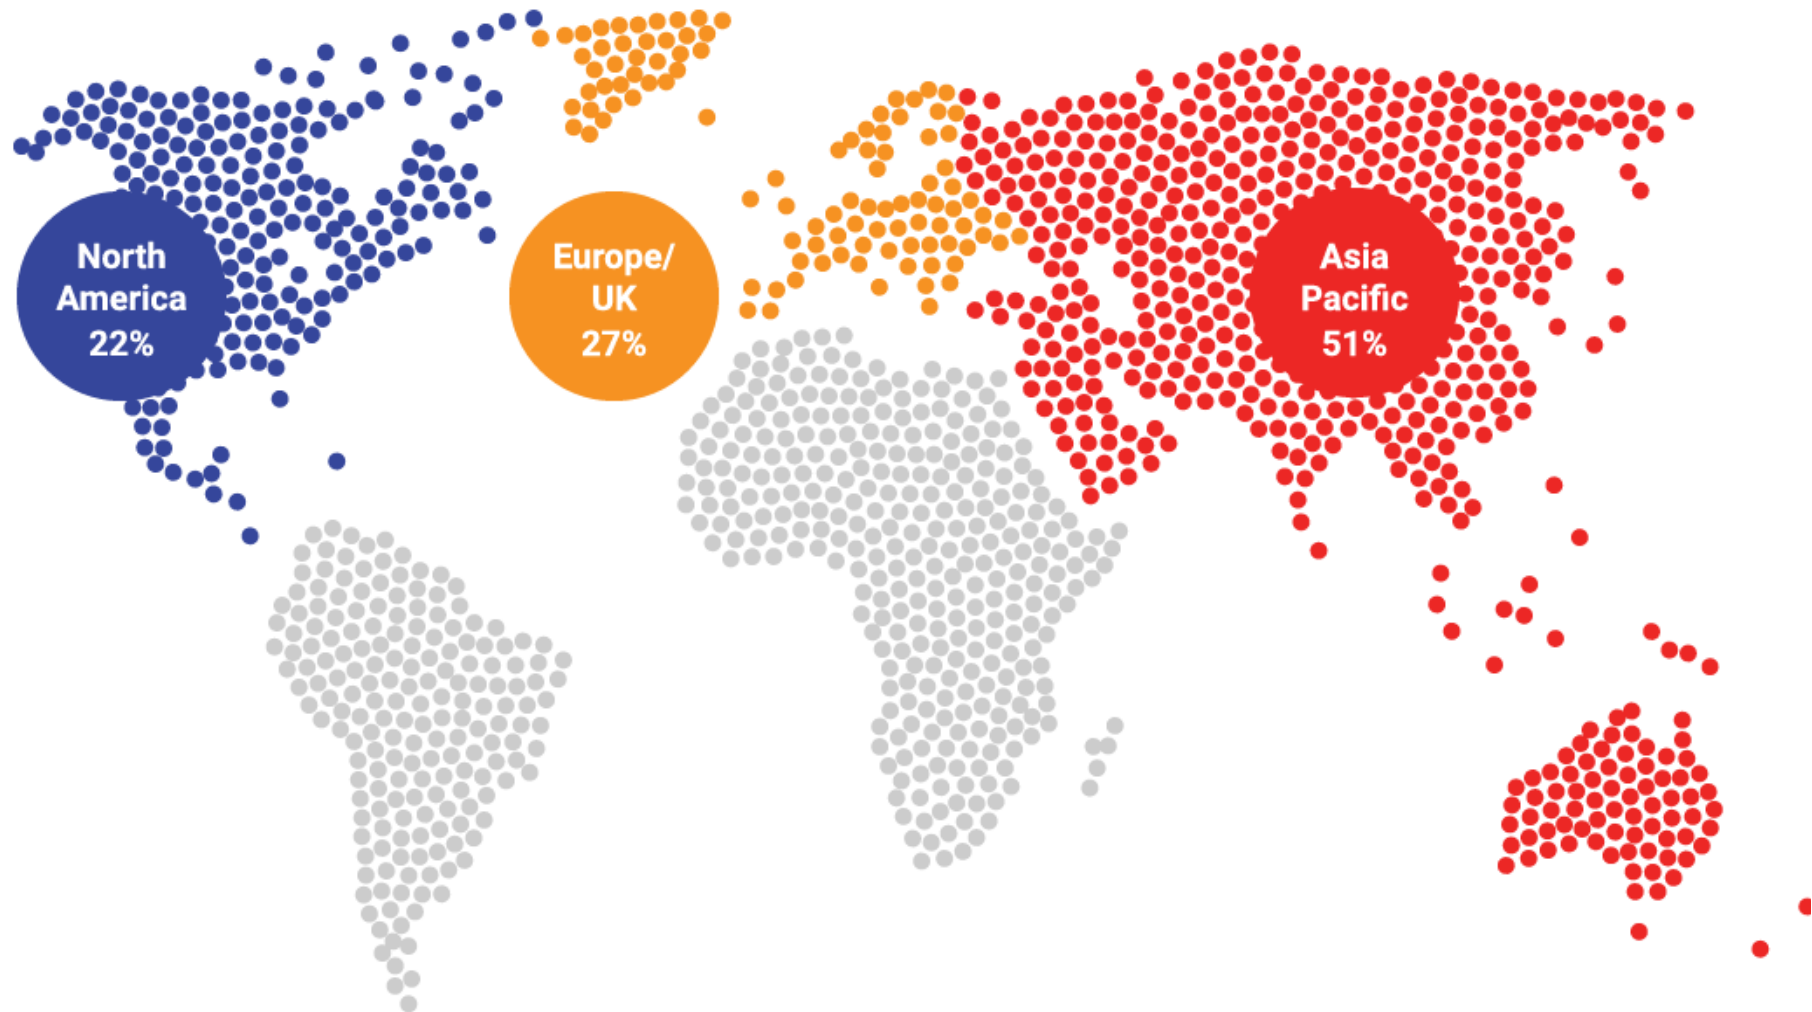 North
America
22%
Europe/
UK
27%
Asia
Pacific
51%